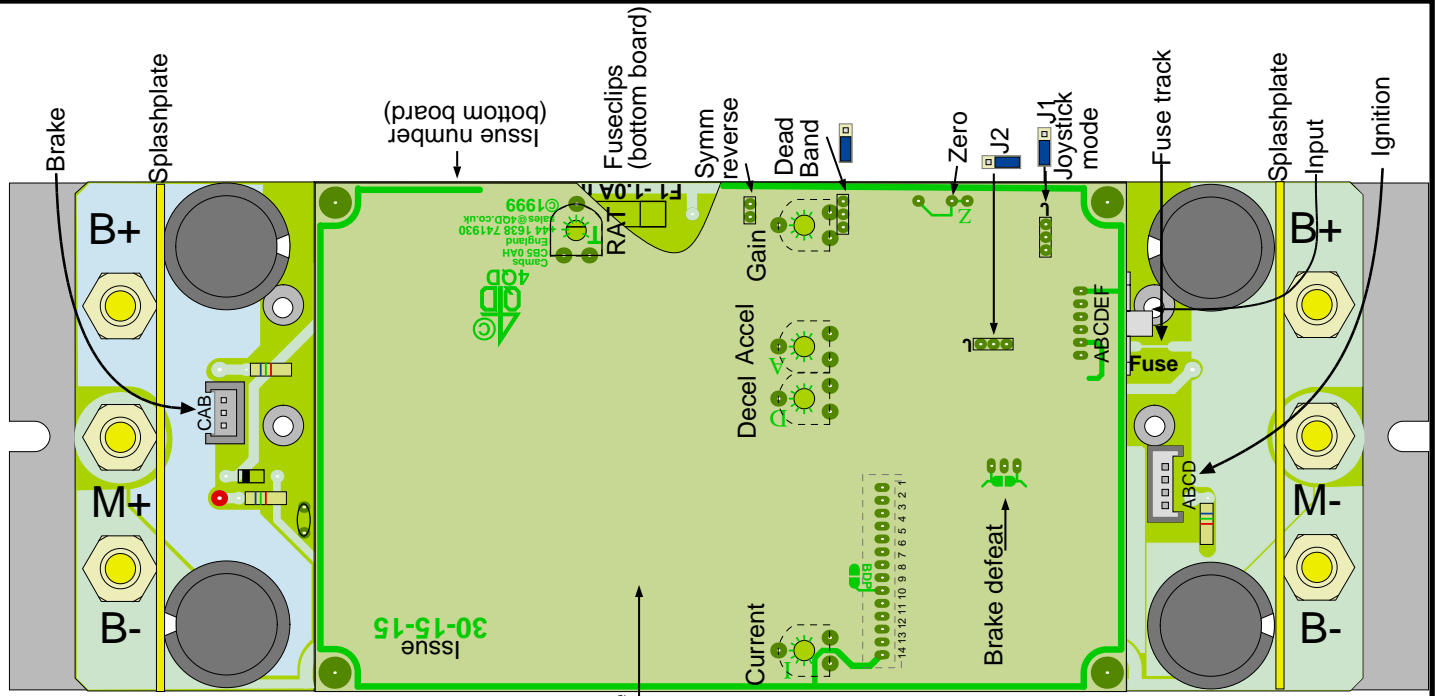 Brake
Splashplate
Issue number
(bottom board)
Fuseclips
(bottom board)
Symm
reverse
Dead
Band
Zero
J2
J1
Joystick
mode
Fuse track
Splashplate
Input
Ignition
B+
M+
B-
CAB
©1999
sales@4QD.co.uk
+44 1638 741930
England
CB5 0AH
Cambs
4QD
©
T
RAT
Gain
Accel
A
Decel
D
Current
I
Z
J
J
ABCDEF
Fuse
BDP
14 13 12 11 10 9 8 7 6 5 4 3 2 1
Brake defeat
Issue
30-15-15
ABCD
B+
M-
B-